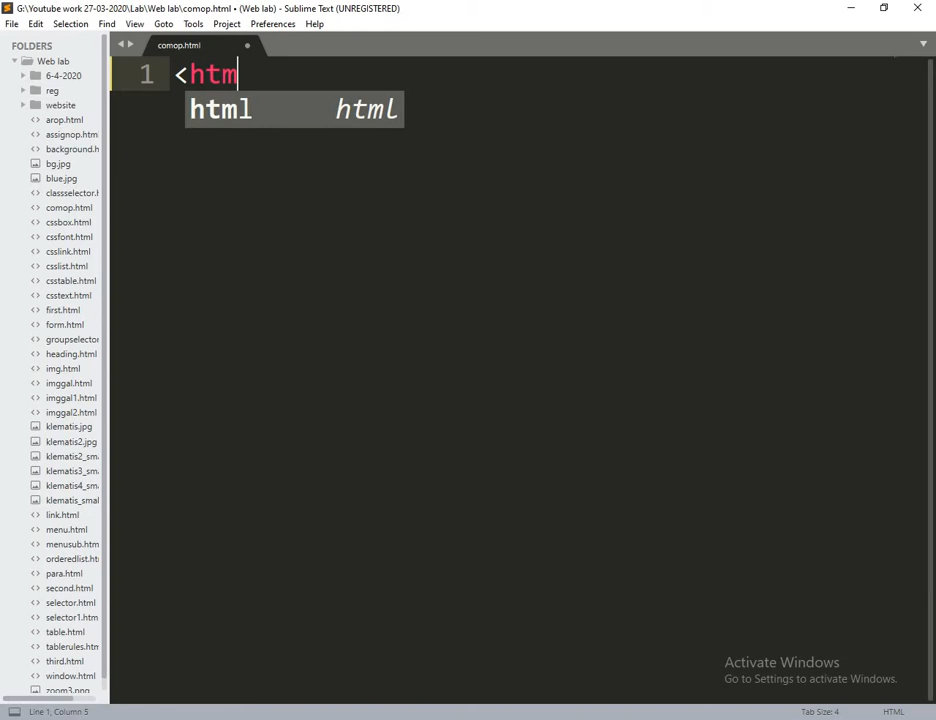 G:\Youtube work 27-03-2020\Lab\Web lab\comop.html • (Web lab) - Sublime Text (UNREGISTERED)
File Edit Selection Find View Goto Tools Project Preferences Help
FOLDERS
comop.html
Web lab
6-4-2020
reg
website
arop.html
assignop.html
background.h
bg.jpg
blue.jpg
classselector.h
comop.html
cssbox.html
cssfont.html
csslink.html
csslist.html
csstable.html
csstext.html
first.html
form.html
groupselector
heading.html
img.html
imggal.html
imggal1.html
imggal2.html
klematis.jpg
klematis2.jpg
klematis2_sma
klematis3_sm
klematis4_sm
klematis_smal
link.html
menu.html
menusub.html
orderedlist.ht
para.html
second.html
selector.html
selector1.htm
table.html
tablerules.htm
third.html
window.html
zoom3.png
1 <htm
html html
Activate Windows
Go to Settings to activate Windows.
Line 1, Column 5 Tab Size: 4 HTML